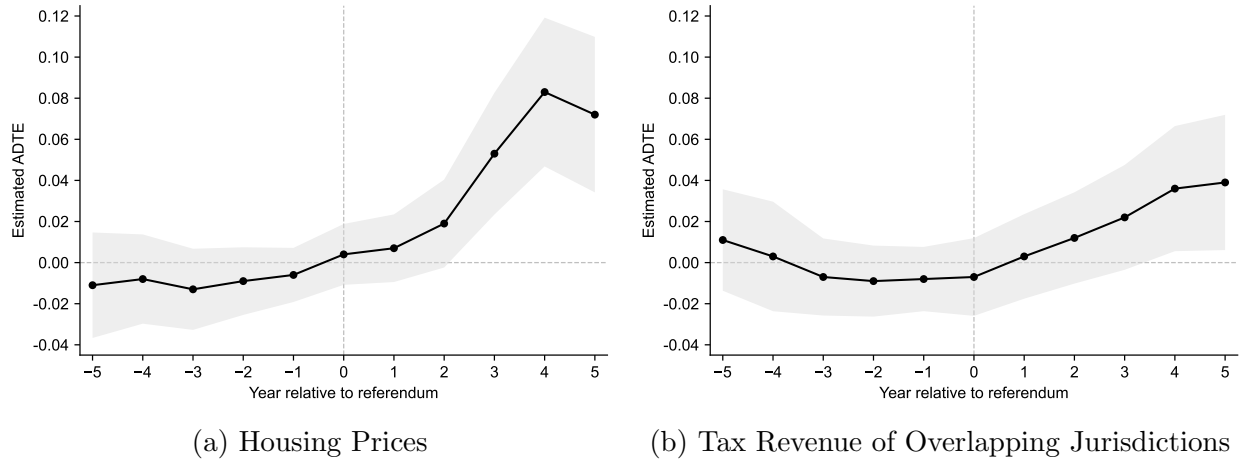 0.12
0.10
0.08
0.06
0.04
0.02
0.00
-0.02
-0.04
Estimated ADTE
−5 −4 −3 −2 −1 0 1 2 3 4 5
Year relative to referendum
(a) Housing Prices
0.12
0.10
0.08
0.06
0.04
0.02
0.00
-0.02
-0.04
Estimated ADTE
−5 −4 −3 −2 −1 0 1 2 3 4 5
Year relative to referendum
(b) Tax Revenue of Overlapping Jurisdictions